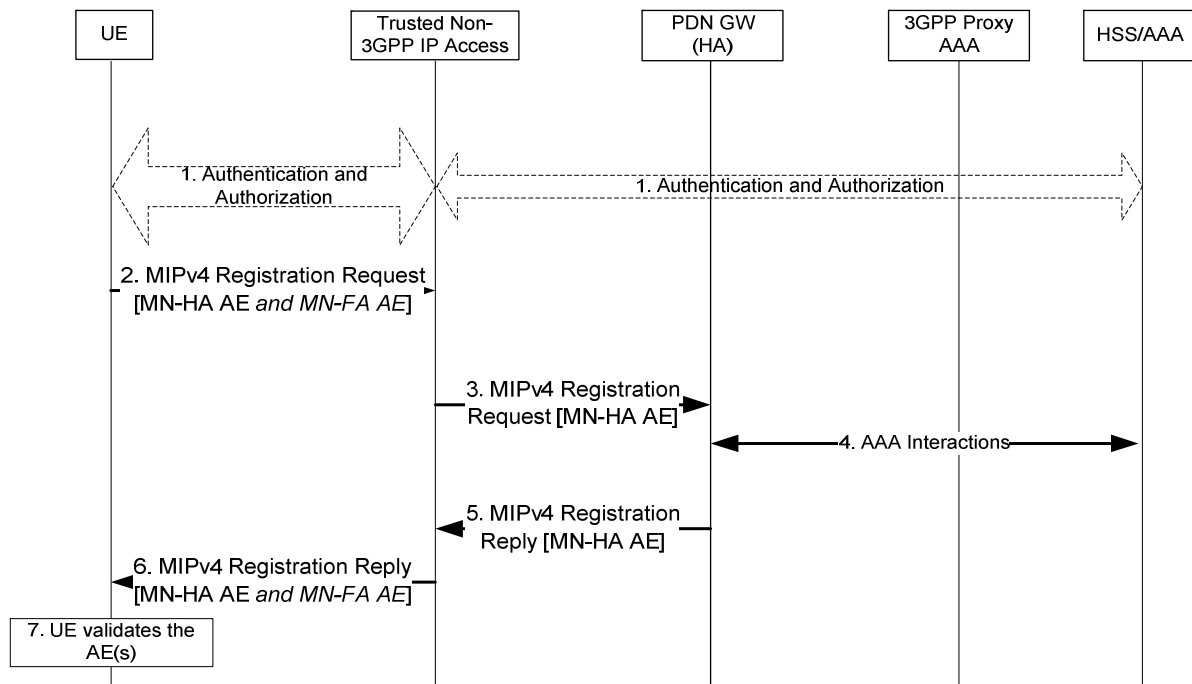 UE
Trusted Non-
3GPP IP Access
PDN GW
(HA)
3GPP Proxy
AAA
HSS/AAA
1. Authentication and
Authorization
1. Authentication and Authorization
2. MIPv4 Registration Request
[MN-HA AE and MN-FA AE]
3. MIPv4 Registration
Request [MN-HA AE]
4. AAA Interactions
5. MIPv4 Registration
Reply [MN-HA AE]
6. MIPv4 Registration Reply
[MN-HA AE and MN-FA AE]
7. UE validates the
AE(s)